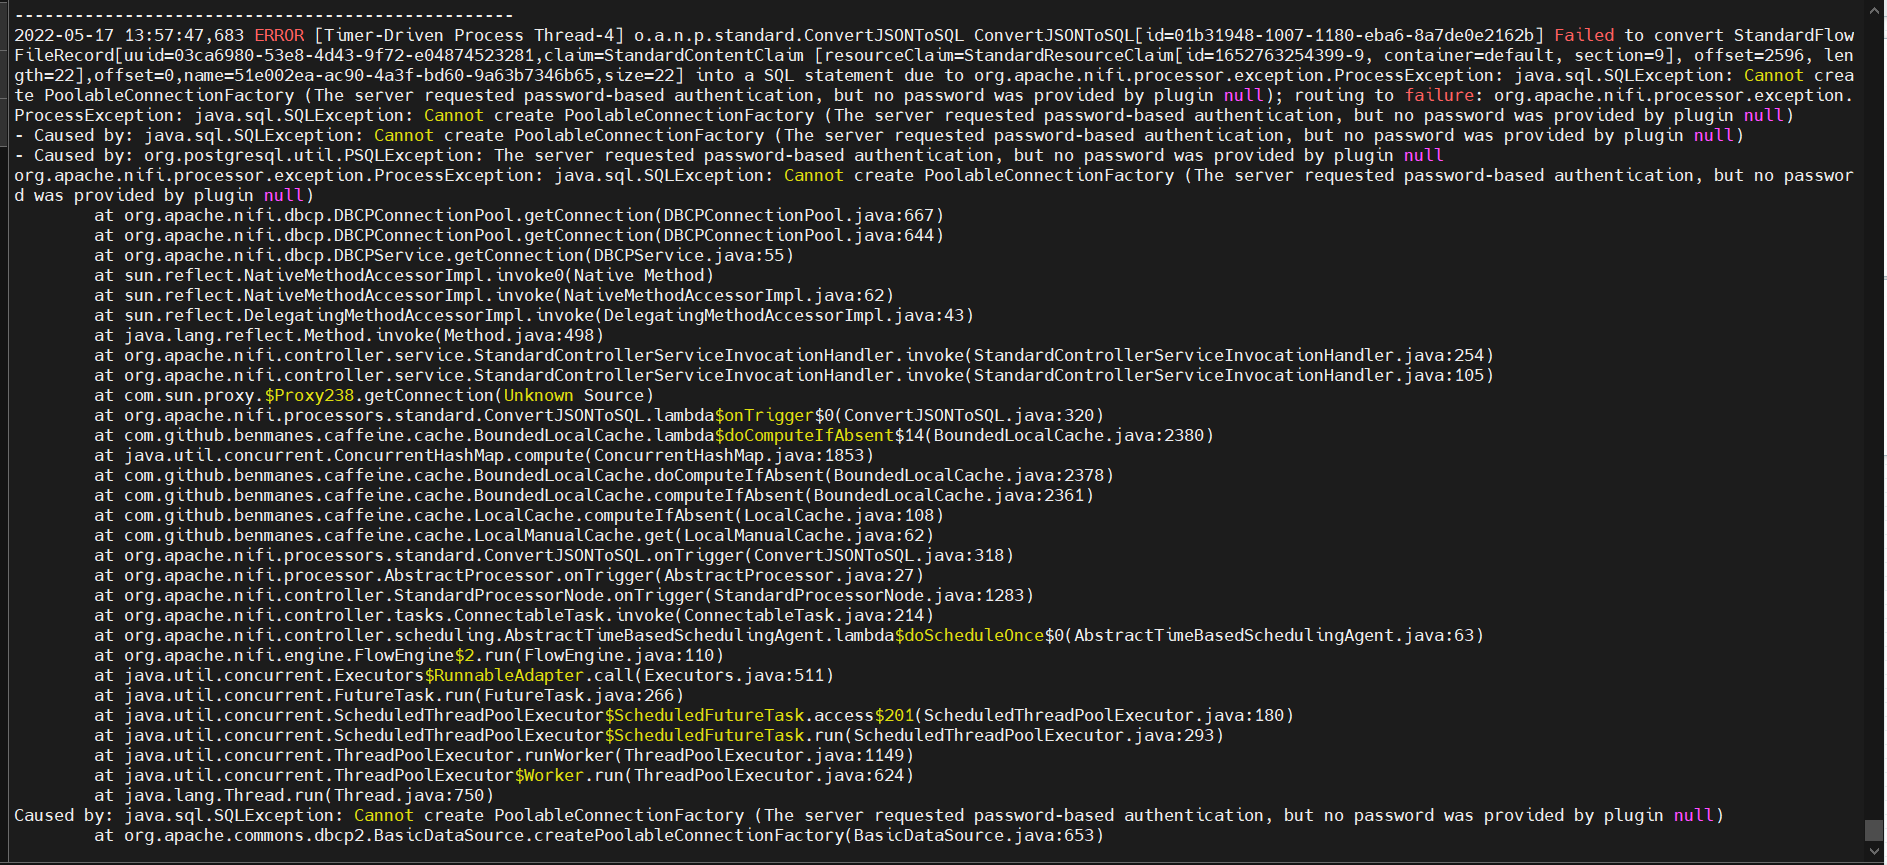 --------------------------------------------------
2022-05-17 13:57:47,683 ERROR [Timer-Driven Process Thread-4] o.a.n.p.standard.ConvertJSONToSQL ConvertJSONToSQL[id=01b31948-1007-1180-eba6-8a7de0e2162b] Failed to convert StandardFlow
FileRecord[uuid=03ca6980-53e8-4d43-9f72-e04874523281,claim=StandardContentClaim [resourceClaim=StandardResourceClaim[id=1652763254399-9, container=default, section=9], offset=2596, len
gth=22],offset=0,name=51e002ea-ac90-4a3f-bd60-9a63b7346b65,size=22] into a SQL statement due to org.apache.nifi.processor.exception.ProcessException: java.sql.SQLException: Cannot crea
te PoolableConnectionFactory (The server requested password-based authentication, but no password was provided by plugin null); routing to failure: org.apache.nifi.processor.exception.
ProcessException: java.sql.SQLException: Cannot create PoolableConnectionFactory (The server requested password-based authentication, but no password was provided by plugin null)
- Caused by: java.sql.SQLException: Cannot create PoolableConnectionFactory (The server requested password-based authentication, but no password was provided by plugin null)
- Caused by: org.postgresql.util.PSQLException: The server requested password-based authentication, but no password was provided by plugin null
org.apache.nifi.processor.exception.ProcessException: java.sql.SQLException: Cannot create PoolableConnectionFactory (The server requested password-based authentication, but no passwor
d was provided by plugin null)
        at org.apache.nifi.dbcp.DBCPConnectionPool.getConnection(DBCPConnectionPool.java:667)
        at org.apache.nifi.dbcp.DBCPConnectionPool.getConnection(DBCPConnectionPool.java:644)
        at org.apache.nifi.dbcp.DBCPService.getConnection(DBCPService.java:55)
        at sun.reflect.NativeMethodAccessorImpl.invoke0(Native Method)
        at sun.reflect.NativeMethodAccessorImpl.invoke(NativeMethodAccessorImpl.java:62)
        at sun.reflect.DelegatingMethodAccessorImpl.invoke(DelegatingMethodAccessorImpl.java:43)
        at java.lang.reflect.Method.invoke(Method.java:498)
        at org.apache.nifi.controller.service.StandardControllerServiceInvocationHandler.invoke(StandardControllerServiceInvocationHandler.java:254)
        at org.apache.nifi.controller.service.StandardControllerServiceInvocationHandler.invoke(StandardControllerServiceInvocationHandler.java:105)
        at com.sun.proxy.$Proxy238.getConnection(Unknown Source)
        at org.apache.nifi.processors.standard.ConvertJSONToSQL.lambda$onTrigger$0(ConvertJSONToSQL.java:320)
        at com.github.benmanes.caffeine.cache.BoundedLocalCache.lambda$doComputeIfAbsent$14(BoundedLocalCache.java:2380)
        at java.util.concurrent.ConcurrentHashMap.compute(ConcurrentHashMap.java:1853)
        at com.github.benmanes.caffeine.cache.BoundedLocalCache.doComputeIfAbsent(BoundedLocalCache.java:2378)
        at com.github.benmanes.caffeine.cache.BoundedLocalCache.computeIfAbsent(BoundedLocalCache.java:2361)
        at com.github.benmanes.caffeine.cache.LocalCache.computeIfAbsent(LocalCache.java:108)
        at com.github.benmanes.caffeine.cache.LocalManualCache.get(LocalManualCache.java:62)
        at org.apache.nifi.processors.standard.ConvertJSONToSQL.onTrigger(ConvertJSONToSQL.java:318)
        at org.apache.nifi.processor.AbstractProcessor.onTrigger(AbstractProcessor.java:27)
        at org.apache.nifi.controller.StandardProcessorNode.onTrigger(StandardProcessorNode.java:1283)
        at org.apache.nifi.controller.tasks.ConnectableTask.invoke(ConnectableTask.java:214)
        at org.apache.nifi.controller.scheduling.AbstractTimeBasedSchedulingAgent.lambda$doScheduleOnce$0(AbstractTimeBasedSchedulingAgent.java:63)
        at org.apache.nifi.engine.FlowEngine$2.run(FlowEngine.java:110)
        at java.util.concurrent.Executors$RunnableAdapter.call(Executors.java:511)
        at java.util.concurrent.FutureTask.run(FutureTask.java:266)
        at java.util.concurrent.ScheduledThreadPoolExecutor$ScheduledFutureTask.access$201(ScheduledThreadPoolExecutor.java:180)
        at java.util.concurrent.ScheduledThreadPoolExecutor$ScheduledFutureTask.run(ScheduledThreadPoolExecutor.java:293)
        at java.util.concurrent.ThreadPoolExecutor.runWorker(ThreadPoolExecutor.java:1149)
        at java.util.concurrent.ThreadPoolExecutor$Worker.run(ThreadPoolExecutor.java:624)
        at java.lang.Thread.run(Thread.java:750)
Caused by: java.sql.SQLException: Cannot create PoolableConnectionFactory (The server requested password-based authentication, but no password was provided by plugin null)
        at org.apache.commons.dbcp2.BasicDataSource.createPoolableConnectionFactory(BasicDataSource.java:653)